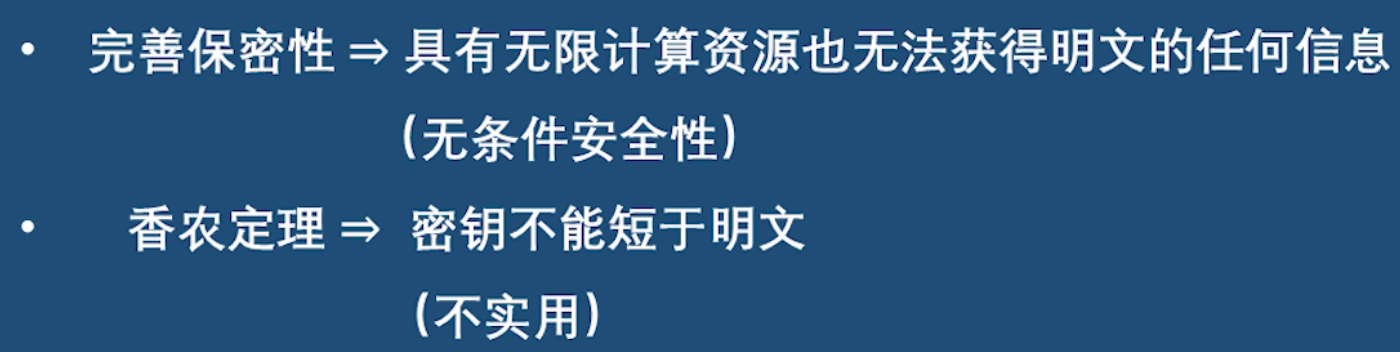 • 完善保密性 ⇒ 具有无限计算资源也无法获得明文的任何信息
(无条件安全性)
• 香农定理 ⇒ 密钥不能短于明文
(不实用)